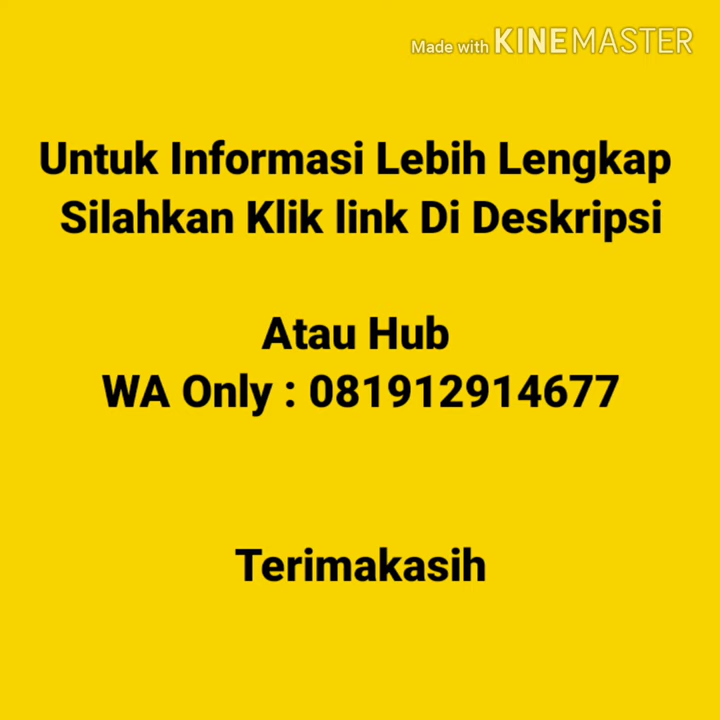 Made with KINEMASTER
Untuk Informasi Lebih Lengkap
Silahkan Klik link Di Deskripsi
Atau Hub
WA Only : 081912914677
Terimakasih